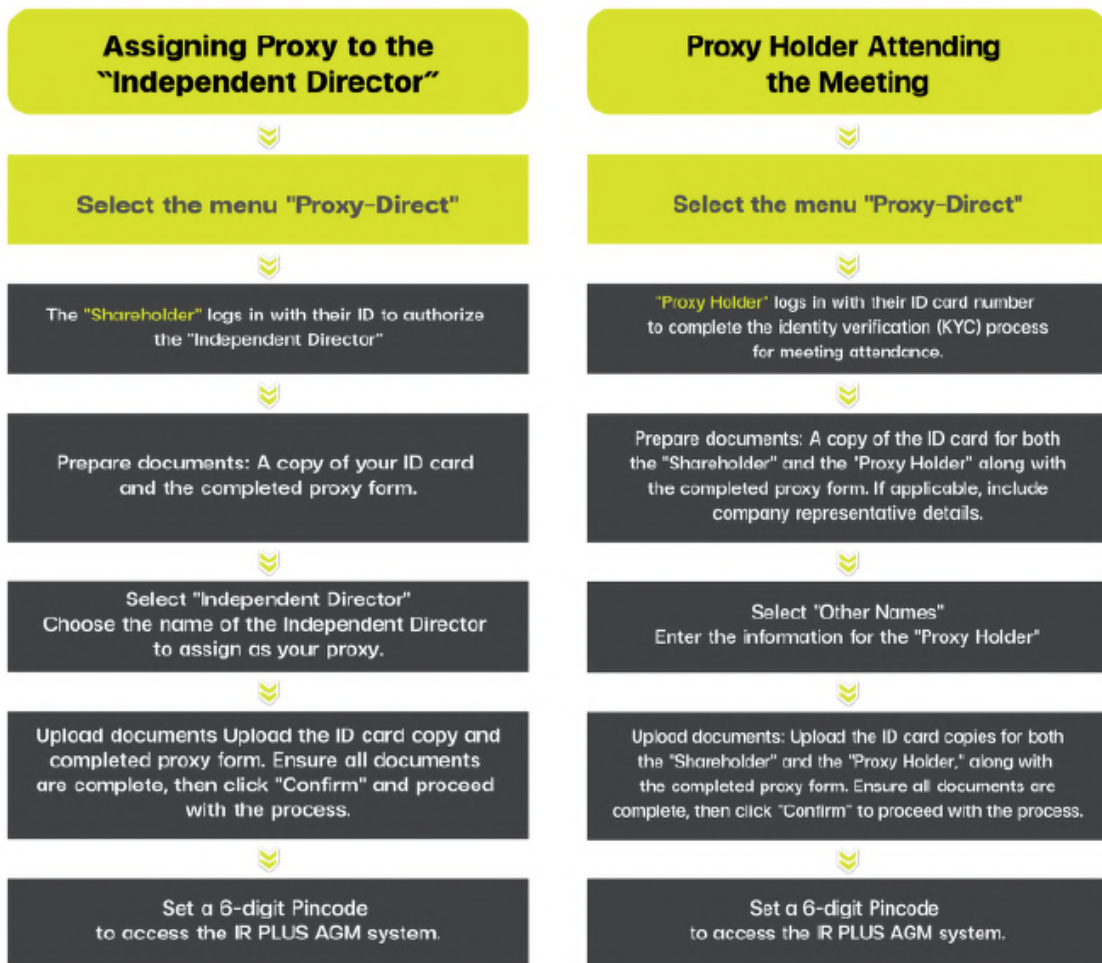 Assigning Proxy to the
"Independent Director"
Select the menu "Proxy-Direct"
The "Shareholder" logs in with their ID to authorize
the "Independent Director"
Prepare documents: A copy of your ID card
and the completed proxy form.
Select "Independent Director"
Choose the name of the Independent Director
to assign as your proxy.
Upload documents Upload the ID card copy and
completed proxy form. Ensure all documents
are complete, then click "Confirm" and proceed
with the process.
Set a 6-digit Pincode
to access the IR PLUS AGM system.
Proxy Holder Attending
the Meeting
Select the menu "Proxy-Direct"
"Proxy Holder" logs in with their ID card number
to complete the identity verification (KYC) process
for meeting attendance.
Prepare documents: A copy of the ID card for both
the "Shareholder" and the "Proxy Holder" along with
the completed proxy form. If applicable, include
company representative details.
Select "Other Names"
Enter the information for the "Proxy Holder"
Upload documents: Upload the ID card copies for both
the "Shareholder" and the "Proxy Holder," along with
the completed proxy form. Ensure all documents are
complete, then click "Confirm" to proceed with the process.
Set a 6-digit Pincode
to access the IR PLUS AGM system.